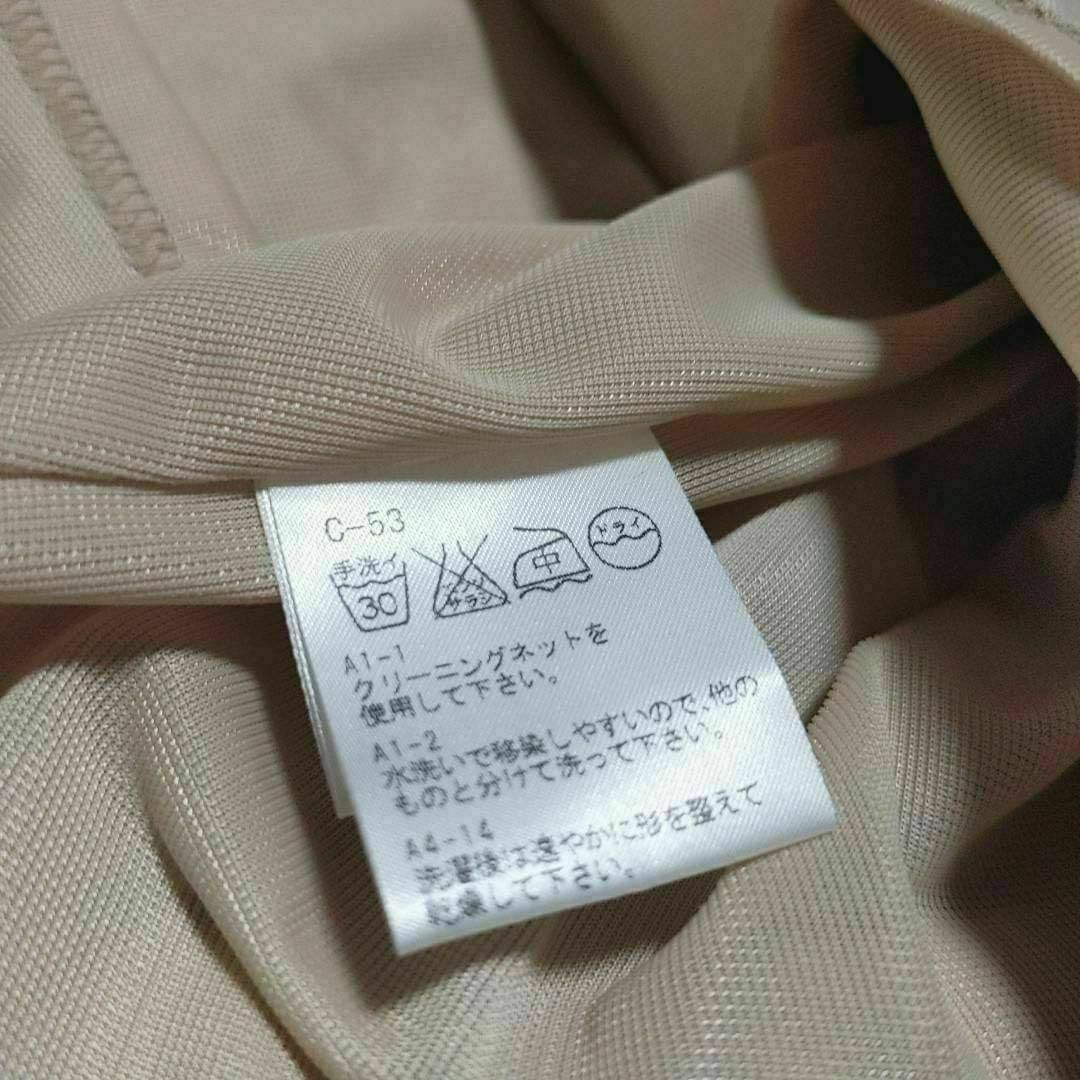 C-53
手洗イ
30
エンソ
サラシ
中
ドライ
A1-1
クリーニングネットを
使用して下さい。
A1-2
水洗いで移染しやすいので、他の
ものと分けて洗って下さい。
A4-14
洗濯後は速やかに形を整えて
乾燥して下さい。